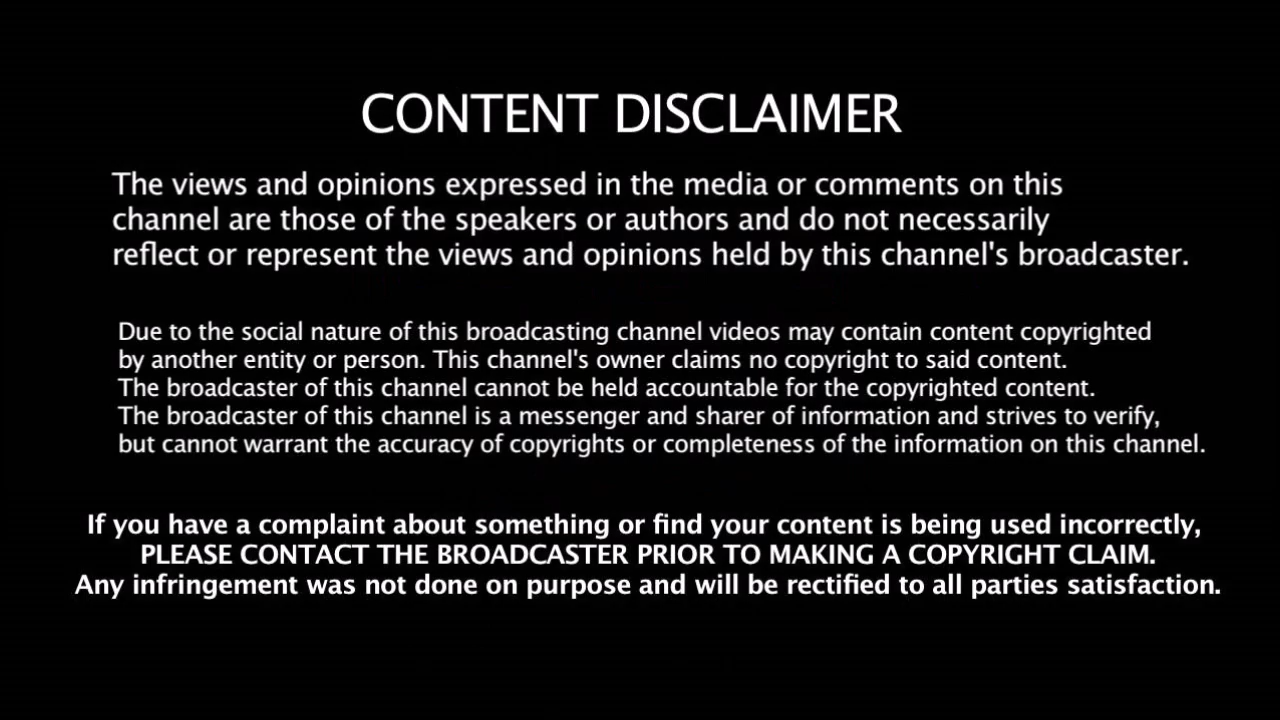 CONTENT DISCLAIMER
The views and opinions expressed in the media or comments on this
channel are those of the speakers or authors and do not necessarily
reflect or represent the views and opinions held by this channel's broadcaster.
Due to the social nature of this broadcasting channel videos may contain content copyrighted
by another entity or person. This channel's owner claims no copyright to said content.
The broadcaster of this channel cannot be held accountable for the copyrighted content.
The broadcaster of this channel is a messenger and sharer of information and strives to verify,
but cannot warrant the accuracy of copyrights or completeness of the information on this channel.
If you have a complaint about something or find your content is being used incorrectly,
PLEASE CONTACT THE BROADCASTER PRIOR TO MAKING A COPYRIGHT CLAIM.
Any infringement was not done on purpose and will be rectified to all parties satisfaction.